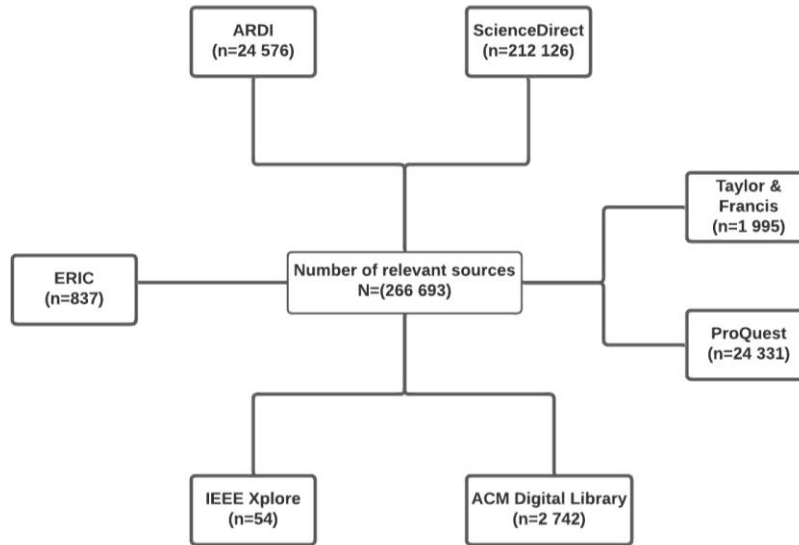 ARDI
(n=24 576)
ScienceDirect
(n=212 126)
Taylor &
Francis
(n=1 995)
Number of relevant sources
N=(266 693)
ERIC
(n=837)
ProQuest
(n=24 331)
IEEE Xplore
(n=54)
ACM Digital Library
(n=2 742)